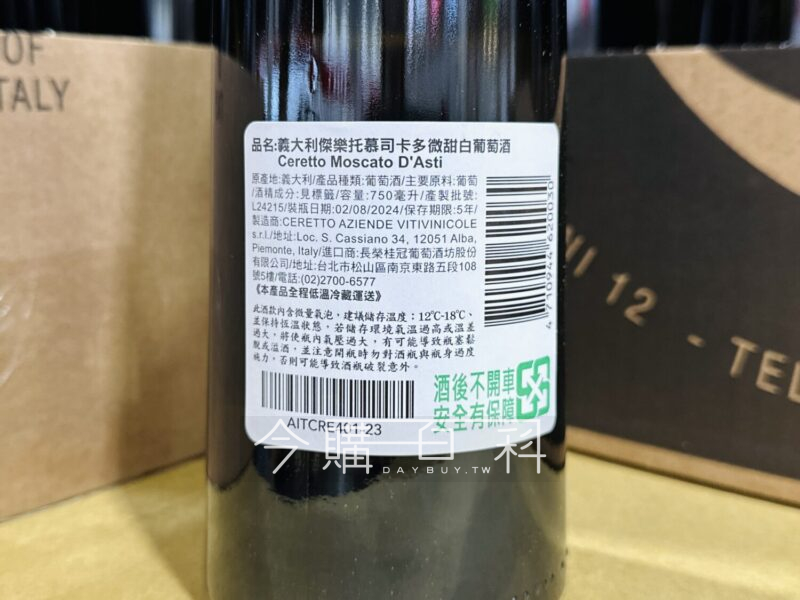 OF
ITALY
品名:義大利傑樂托慕司卡多微甜白葡萄酒
Ceretto Moscato D'Asti
原產地:義大利/產品種類:葡萄酒/主要原料:葡萄
/酒精成分:見標籤/容量:750毫升/產製批號:
L24215/裝瓶日期:02/08/2024/保存期限:5年/
製造商:CERETTO AZIENDE VITIVINICOLE
s.r.l./地址:Loc. S. Cassiano 34, 12051 Alba,
Piemonte, Italy/進口商:長榮桂冠葡萄酒坊股份
有限公司/地址:台北市松山區南京東路五段108
號5樓/電話:(02)2700-6577
《本產品全程低溫冷藏運送》
此酒款內含微量氣泡，建議儲存溫度：12℃-18℃、
並保持恆溫狀態，若儲存環境氣溫過高或溫差
過大，將使瓶內氣壓過大，有可能導致瓶塞鬆
脫或溢酒，並注意開瓶時勿對酒瓶與瓶身過度
施力，否則可能導致酒瓶破裂意外。
4710944620030
AITCRE401-23
酒後不開車
安全有保障
今購百科
DAYBUY.TW
12 - TEL